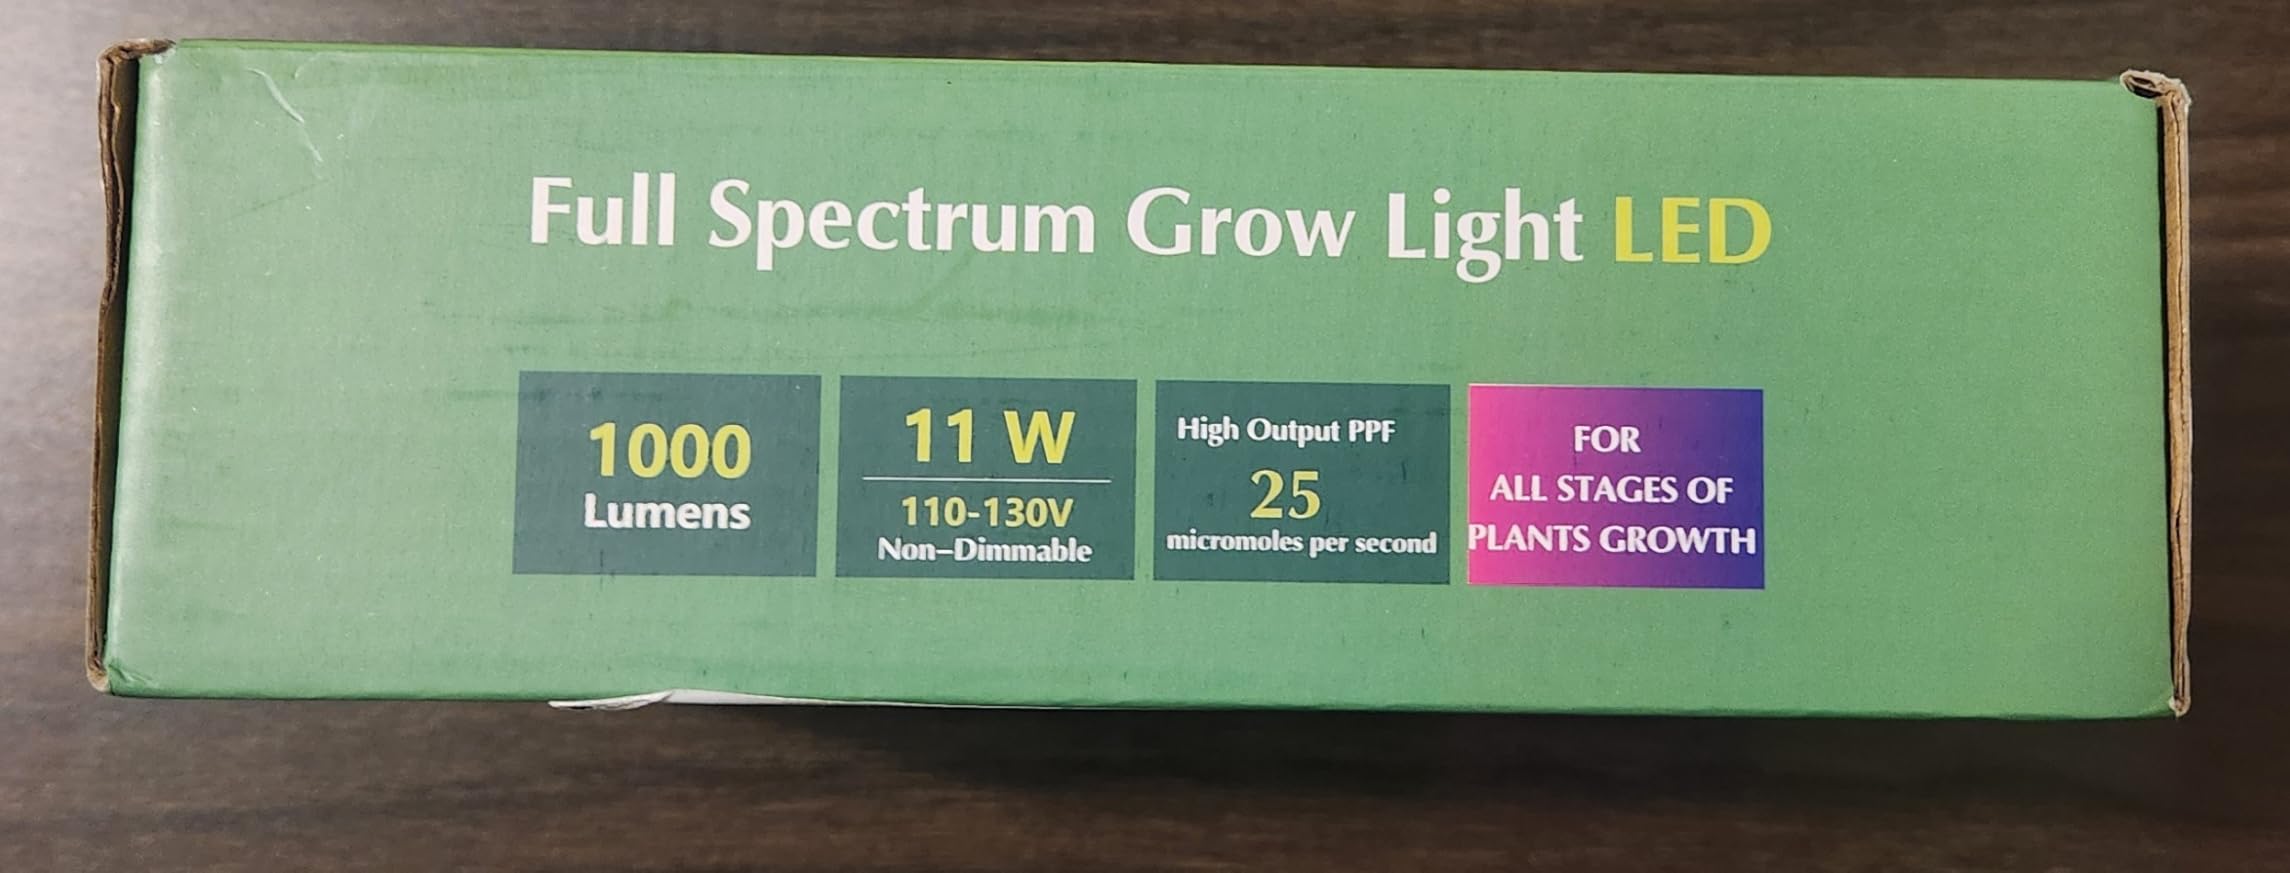 Full Spectrum Grow Light LED
1000
Lumens
11 W
110-130V
Non-Dimmable
High Output PPF
25
micromoles per second
FOR
ALL STAGES OF
PLANTS GROWTH